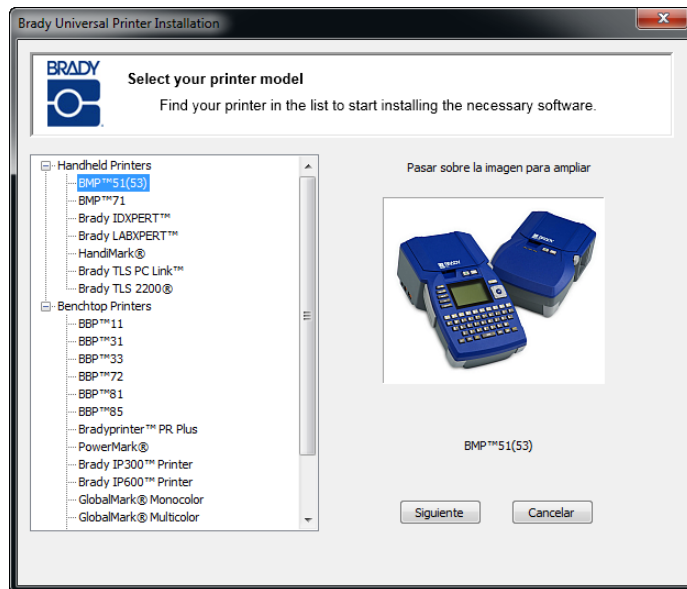 Brady Universal Printer Installation
BRADY
Select your printer model
Find your printer in the list to start installing the necessary software.
Handheld Printers
BMP™51(53)
BMP™71
Brady IDXPERT™
Brady LABXPERT™
HandiMark®
Brady TLS PC Link™
Brady TLS 2200®
Benchtop Printers
BBP™11
BBP™31
BBP™33
BBP™72
BBP™81
BBP™85
Bradyprinter™ PR Plus
PowerMark®
Brady IP300™ Printer
Brady IP600™ Printer
GlobalMark® Monocolor
GlobalMark® Multicolor
Pasar sobre la imagen para ampliar
BRADY
BRADY
BMP™51(53)
Siguiente
Cancelar